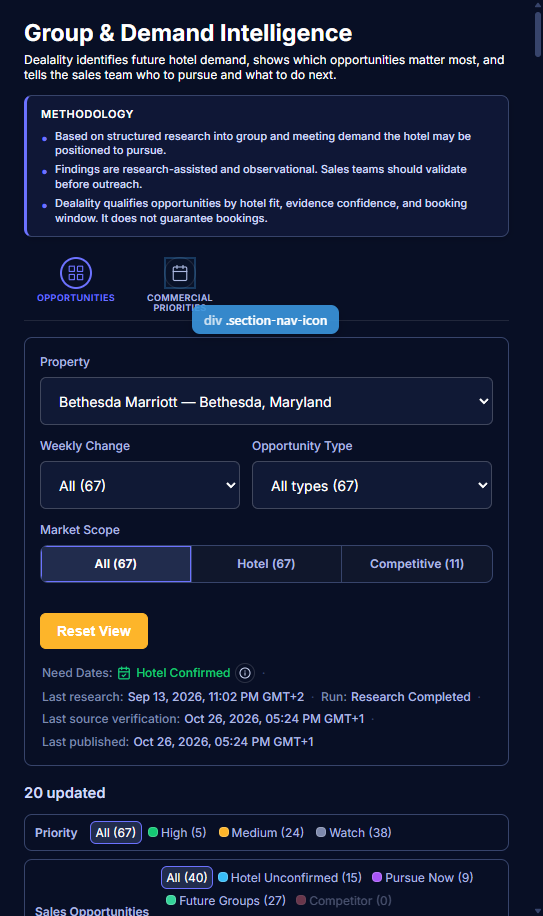 Group & Demand Intelligence
Dealality identifies future hotel demand, shows which opportunities matter most, and
tells the sales team who to pursue and what to do next.
METHODOLOGY
• Based on structured research into group and meeting demand the hotel may be
positioned to pursue.
• Findings are research-assisted and observational. Sales teams should validate
before outreach.
• Dealality qualifies opportunities by hotel fit, evidence confidence, and booking
window. It does not guarantee bookings.
OPPORTUNITIES
COMMERCIAL
PRIORITIES
div .section-nav-icon
Property
Bethesda Marriott — Bethesda, Maryland
Weekly Change Opportunity Type
All (67) All types (67)
Market Scope
All (67) Hotel (67) Competitive (11)
Reset View
Need Dates: Hotel Confirmed ·
Last research: Sep 13, 2026, 11:02 PM GMT+2 · Run: Research Completed ·
Last source verification: Oct 26, 2026, 05:24 PM GMT+1 ·
Last published: Oct 26, 2026, 05:24 PM GMT+1
20 updated
Priority All (67) High (5) Medium (24) Watch (38)
All (40) Hotel Unconfirmed (15) Pursue Now (9)
Future Groups (27) Competitor (0)
Sales Opportunities